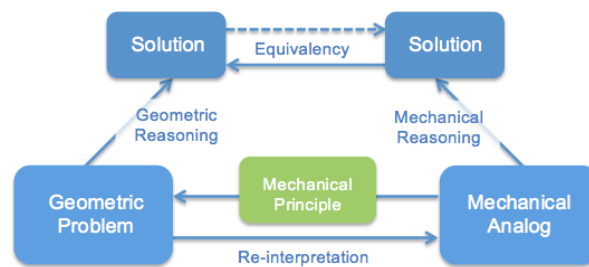 Solution
Equivalency
Solution
Geometric
Reasoning
Mechanical
Reasoning
Geometric
Problem
Mechanical
Principle
Mechanical
Analog
Re-interpretation